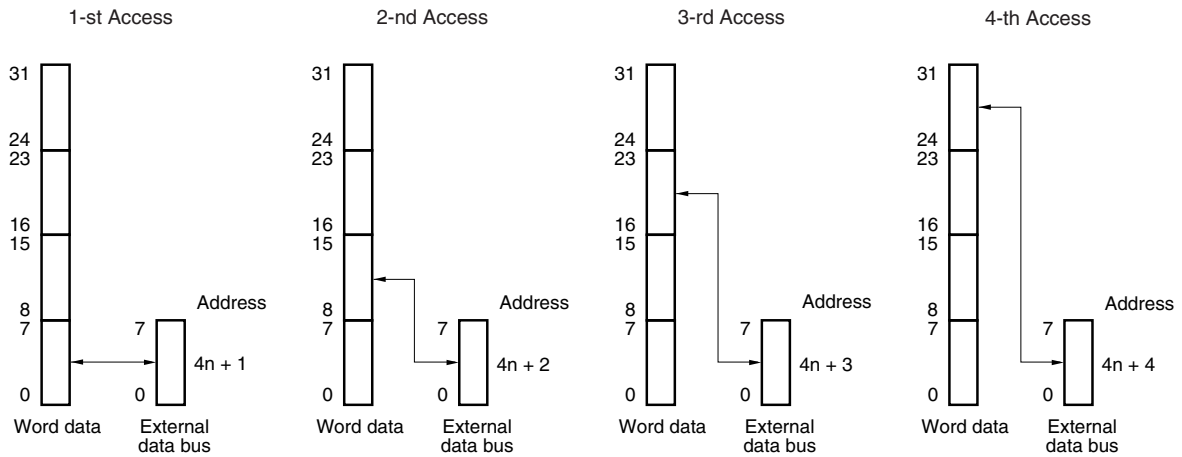 1-st Access
31
24
23
16
15
8
7
0
Word data
Address
7
4n + 1
0
External
data bus
2-nd Access
31
24
23
16
15
8
7
0
Word data
Address
7
4n + 2
0
External
data bus
3-rd Access
31
24
23
16
15
8
7
0
Word data
Address
7
4n + 3
0
External
data bus
4-th Access
31
24
23
16
15
8
7
0
Word data
Address
7
4n + 4
0
External
data bus